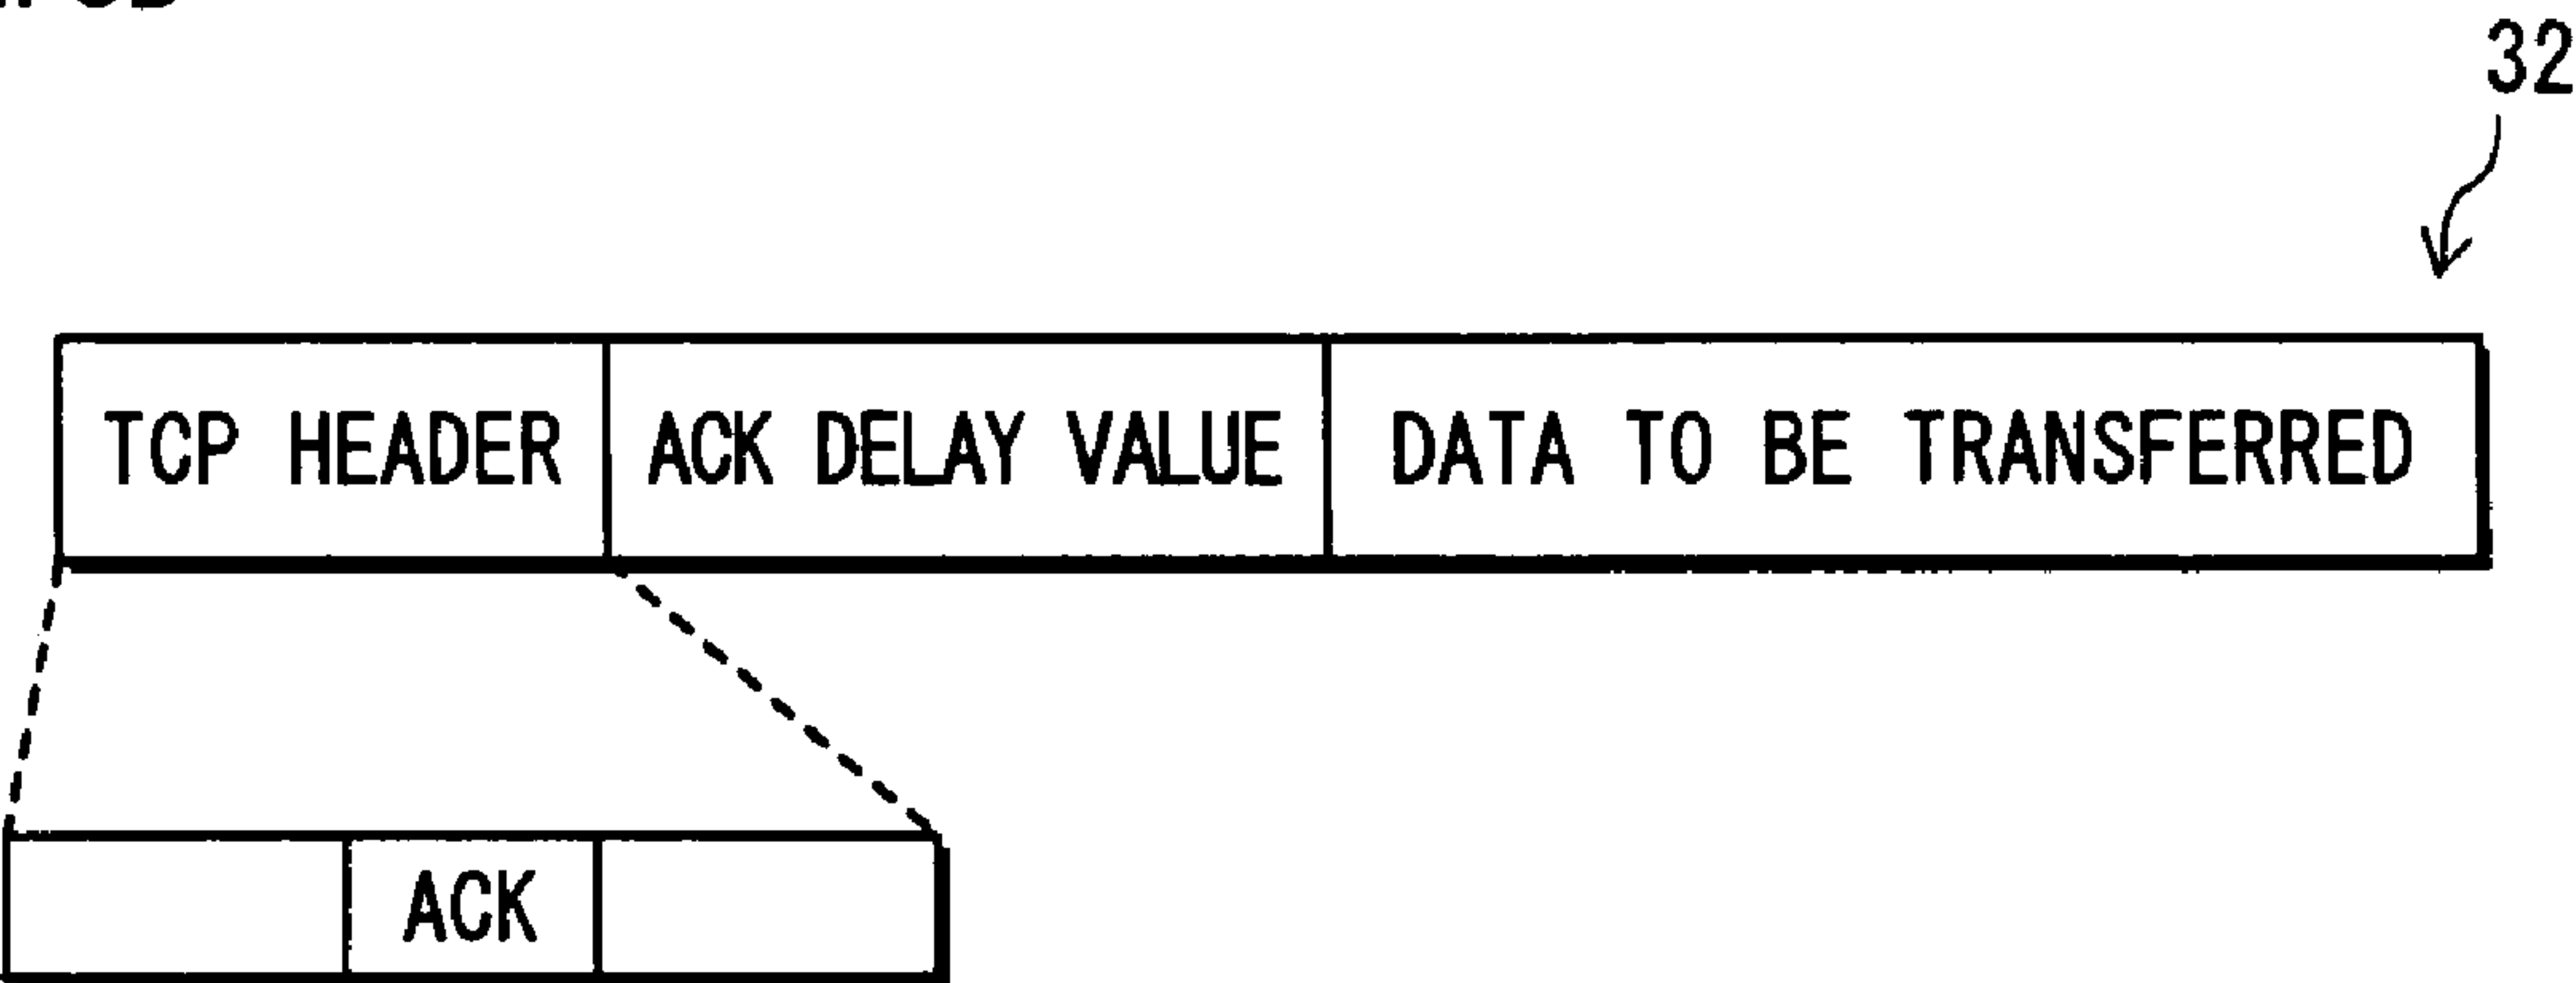 32
TCP HEADER ACK DELAY VALUE DATA TO BE TRANSFERRED
ACK